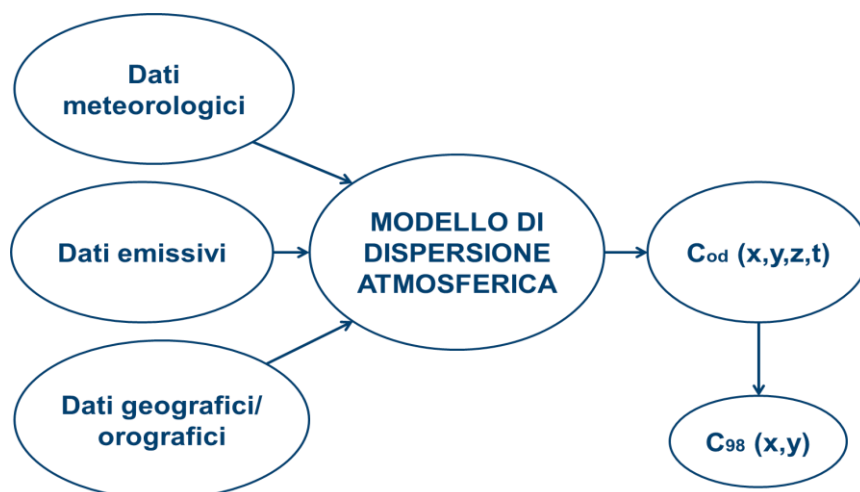 Dati
meteorologici
Dati emissivi
Dati geografici/
orografici
MODELLO DI
DISPERSIONE
ATMOSFERICA
Cod (x,y,z,t)
C98 (x,y)